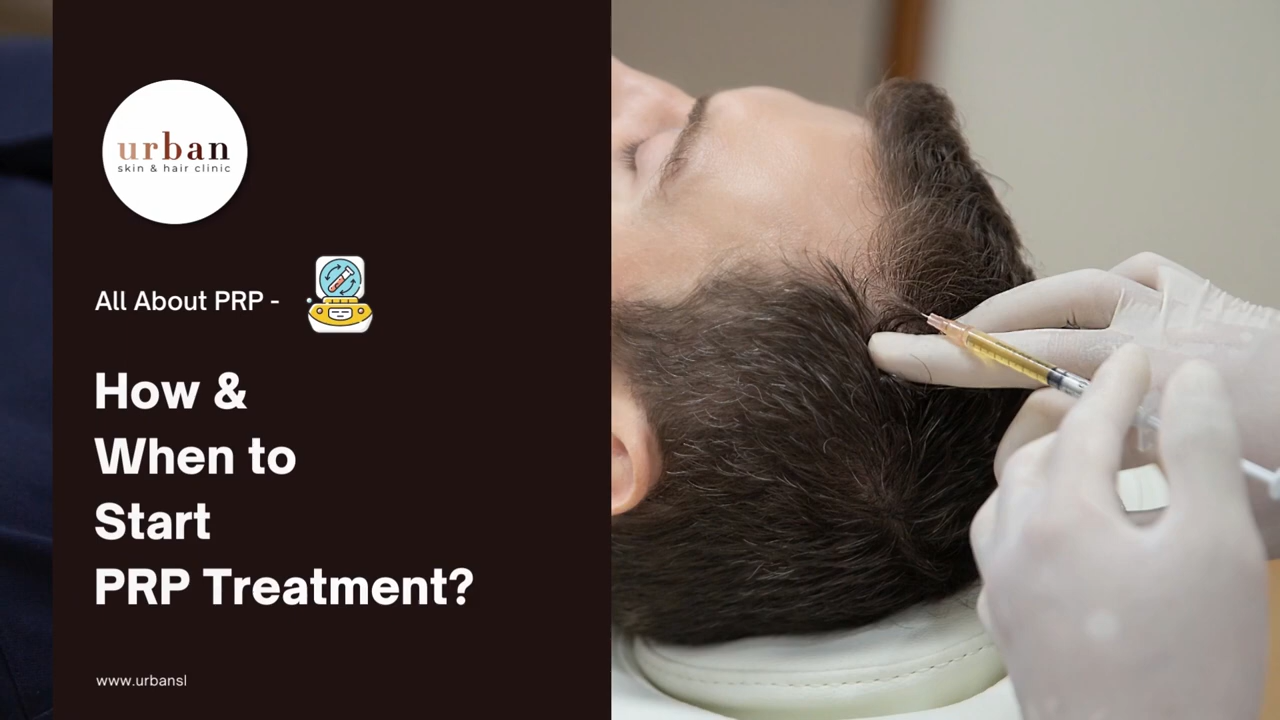 urban
skin & hair clinic
All About PRP -
How &
When to
Start
PRP Treatment?
www.urbansl